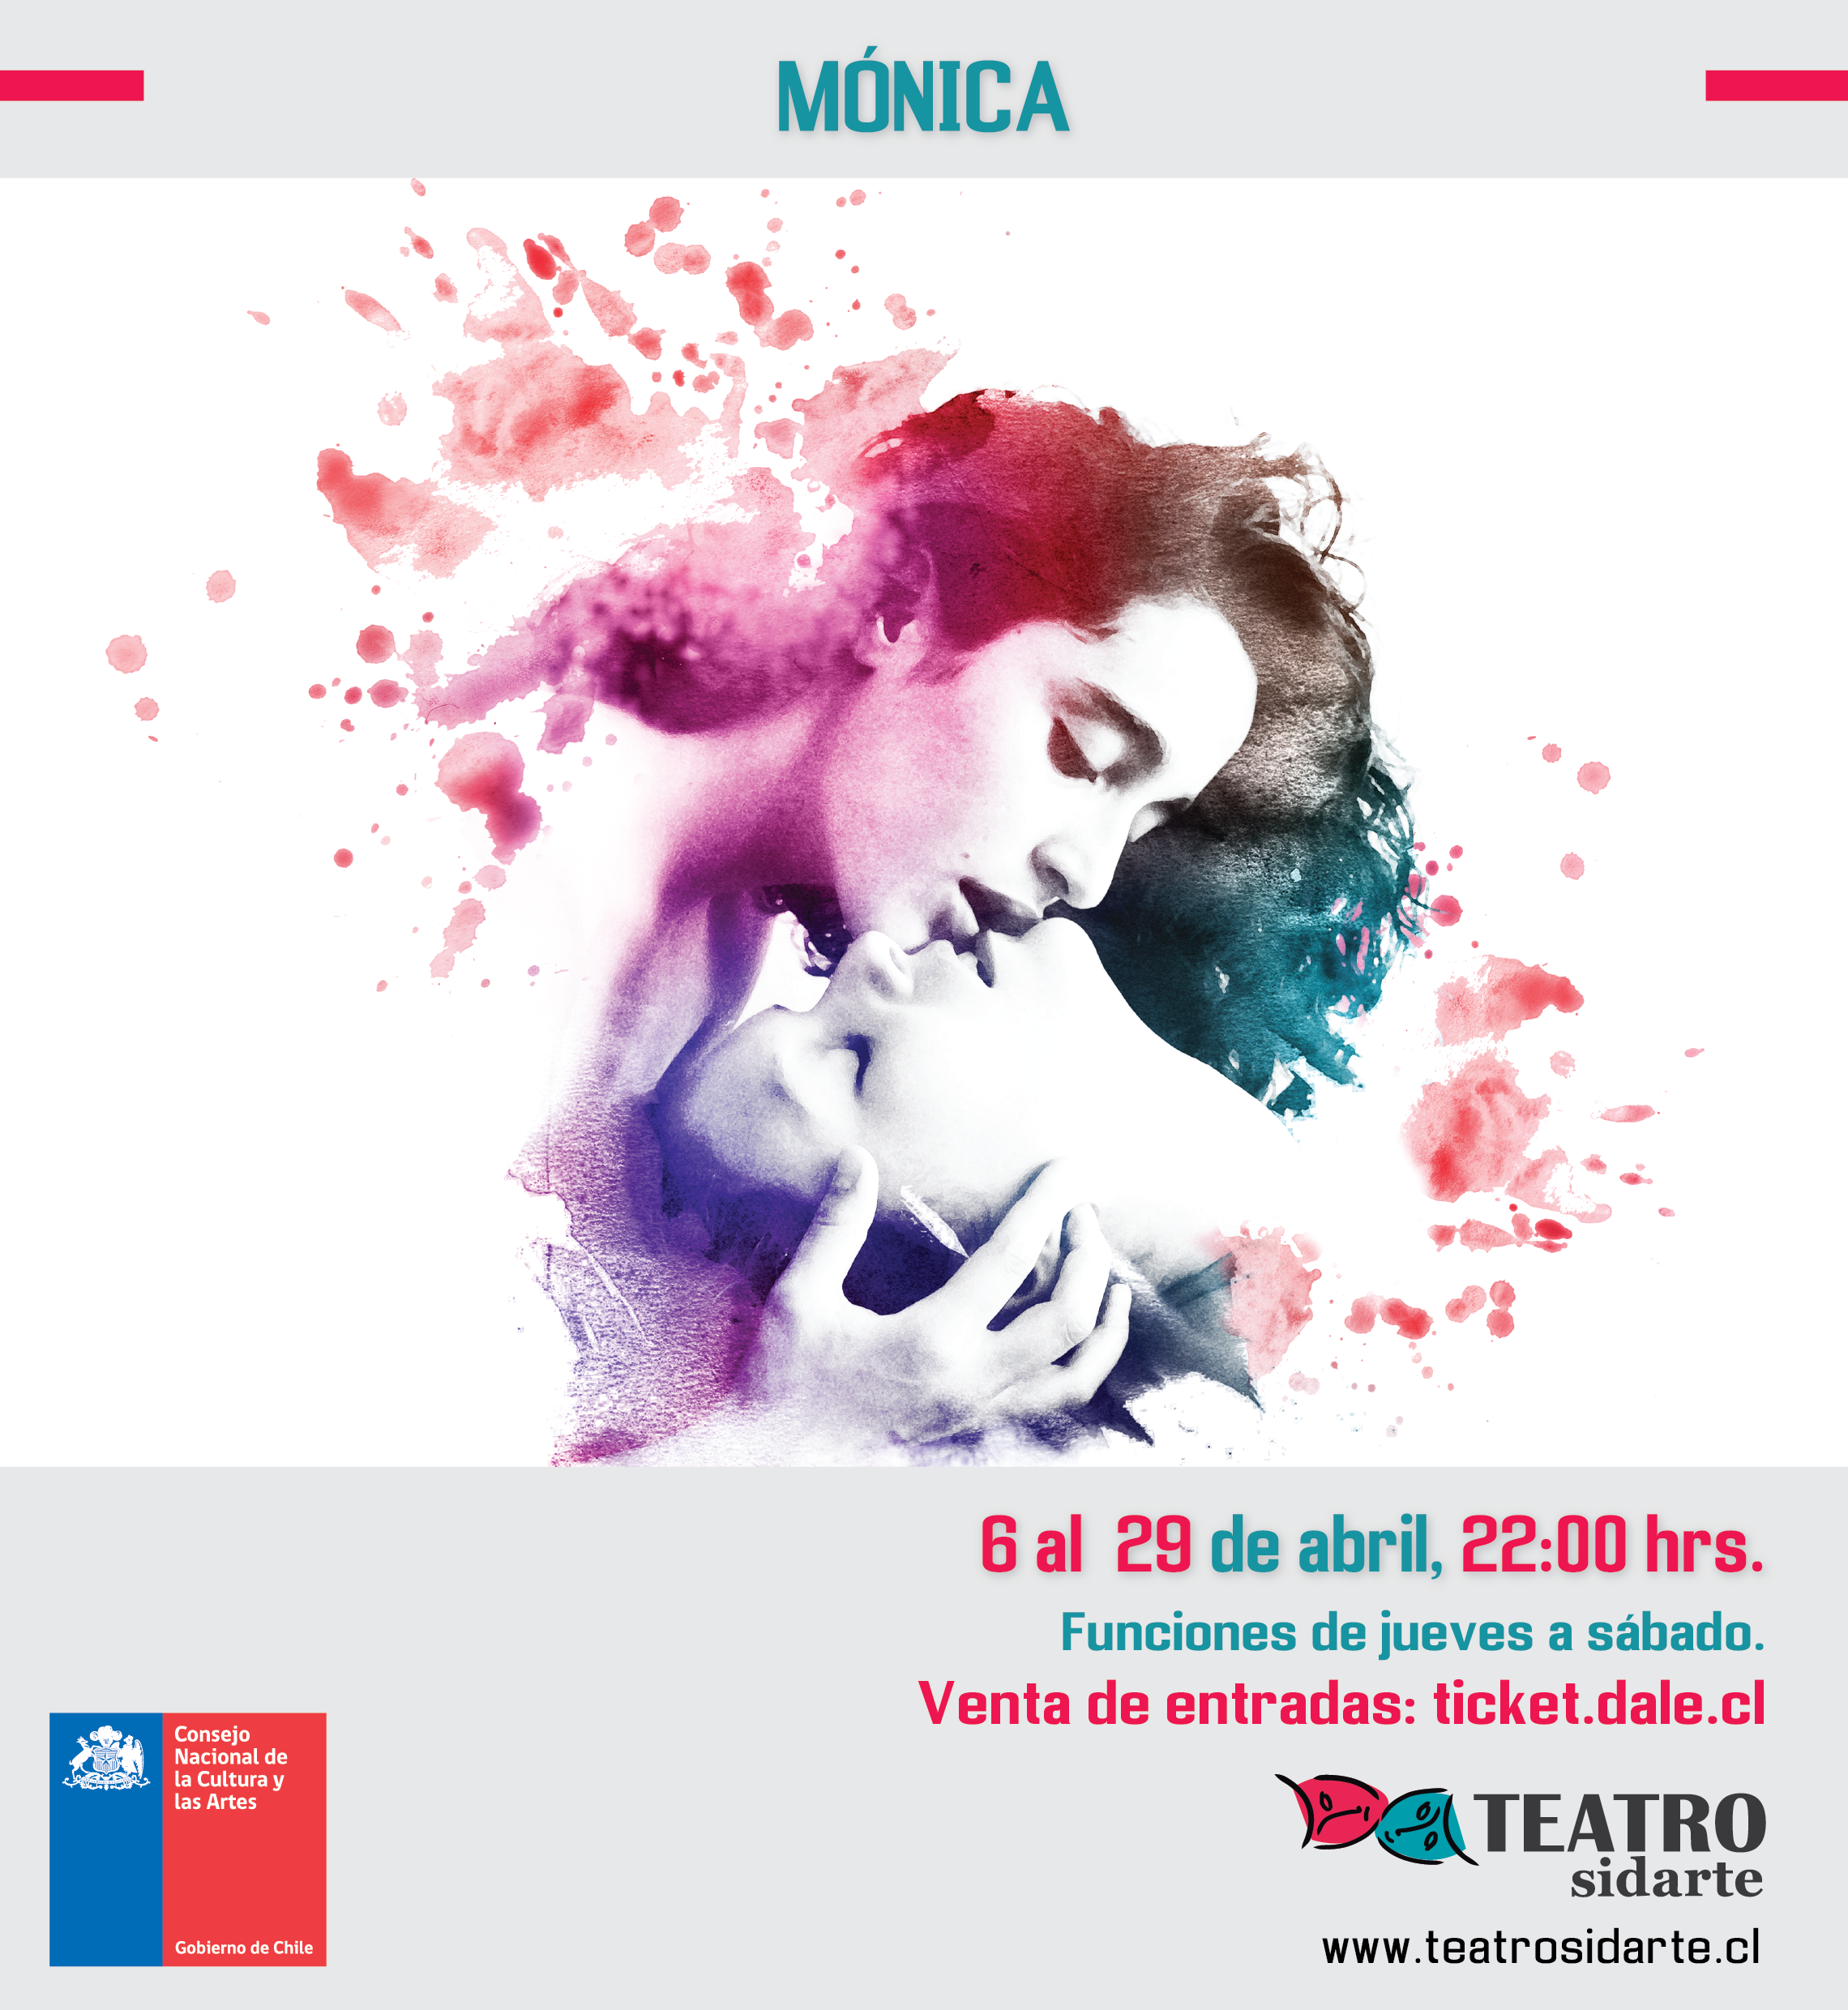 MÓNICA
6 al 29 de abril, 22:00 hrs.
Funciones de jueves a sábado.
Venta de entradas: ticket.dale.cl
Consejo
Nacional de
la Cultura y
las Artes
Gobierno de Chile
TEATRO
sidarte
www.teatrosidarte.cl